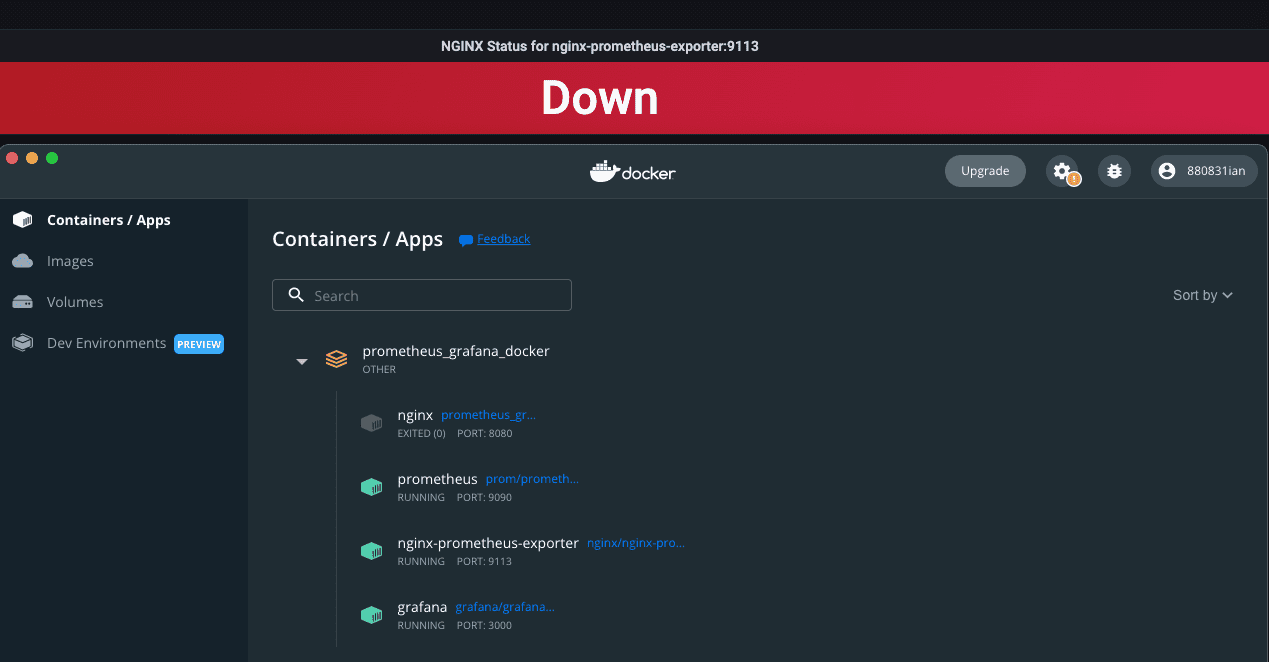 NGINX Status for nginx-prometheus-exporter:9113
Down
docker
Upgrade
880831ian
Containers / Apps
Images
Volumes
Dev Environments PREVIEW
Containers / Apps Feedback
Search
Sort by
prometheus_grafana_docker
OTHER
nginx prometheus_gr...
EXITED (0) PORT: 8080
prometheus prom/prometh...
RUNNING PORT: 9090
nginx-prometheus-exporter nginx/nginx-pro...
RUNNING PORT: 9113
grafana grafana/grafana...
RUNNING PORT: 3000